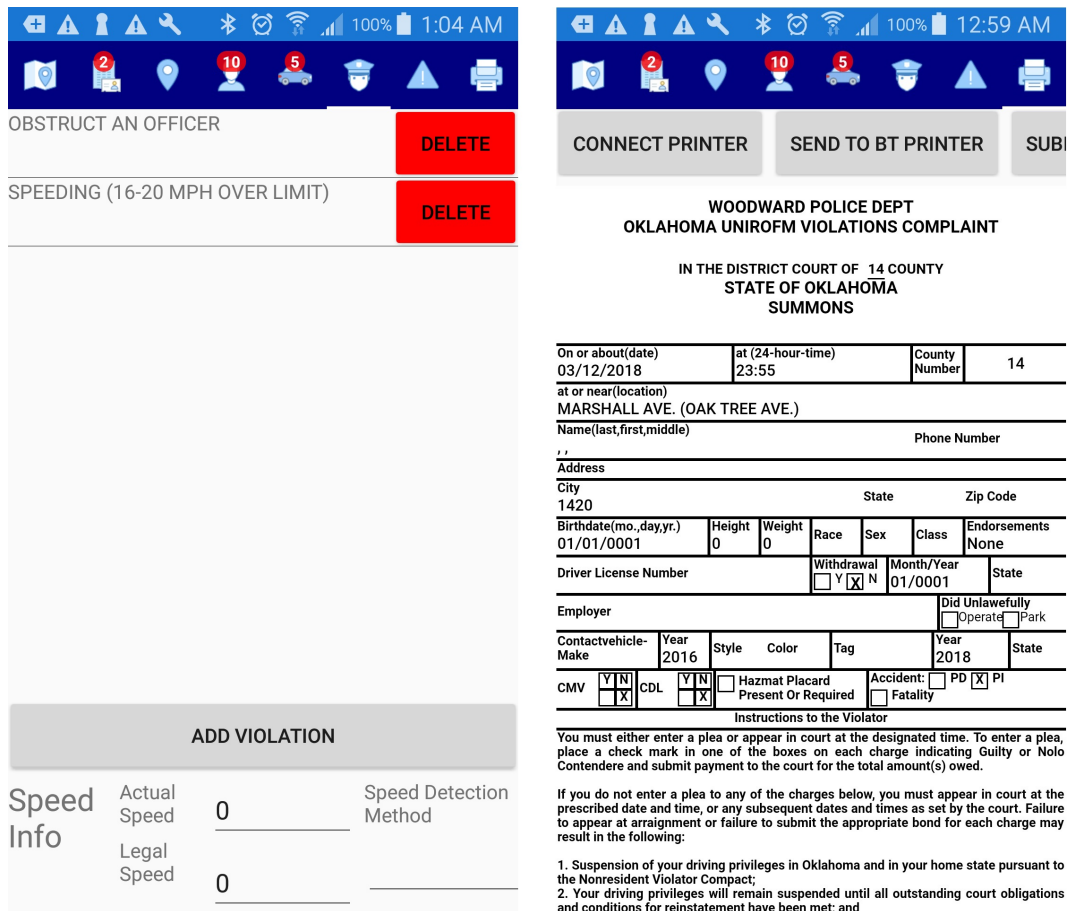 100% 1:04 AM
2 10 5
OBSTRUCT AN OFFICER
DELETE
SPEEDING (16-20 MPH OVER LIMIT)
DELETE
ADD VIOLATION
Speed Info
Actual Speed
0
Speed Detection Method
Legal Speed
0
100% 12:59 AM
2 10 5
CONNECT PRINTER SEND TO BT PRINTER SUBI
WOODWARD POLICE DEPT
OKLAHOMA UNIROFM VIOLATIONS COMPLAINT
IN THE DISTRICT COURT OF 14 COUNTY
STATE OF OKLAHOMA
SUMMONS
On or about(date) at (24-hour-time) County Number 14
03/12/2018 23:55
at or near(location)
MARSHALL AVE. (OAK TREE AVE.)
Name(last,first,middle) Phone Number
, ,
Address
City State Zip Code
1420
Birthdate(mo.,day,yr.) Height Weight Race Sex Class Endorsements
01/01/0001 0 0 None
Driver License Number Withdrawal Y X N Month/Year 01/0001 State
Employer Did Unlawefully
Operate Park
Contactvehicle-Make Year 2016 Style Color Tag Year 2018 State
CMV Y N X CDL Y N X Hazmat Placard Present Or Required Accident: PD X PI
Fatality
Instructions to the Violator
You must either enter a plea or appear in court at the designated time. To enter a plea,
place a check mark in one of the boxes on each charge indicating Guilty or Nolo
Contendere and submit payment to the court for the total amount(s) owed.
If you do not enter a plea to any of the charges below, you must appear in court at the
prescribed date and time, or any subsequent dates and times as set by the court. Failure
to appear at arraignment or failure to submit the appropriate bond for each charge may
result in the following:
1. Suspension of your driving privileges in Oklahoma and in your home state pursuant to
the Nonresident Violator Compact;
2. Your driving privileges will remain suspended until all outstanding court obligations
and conditions for reinstatement have been met; and